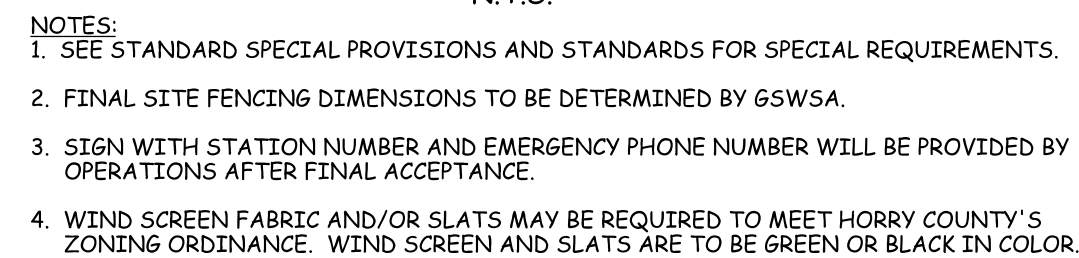 N.T.S.
NOTES:
1. SEE STANDARD SPECIAL PROVISIONS AND STANDARDS FOR SPECIAL REQUIREMENTS.
2. FINAL SITE FENCING DIMENSIONS TO BE DETERMINED BY GSWSA.
3. SIGN WITH STATION NUMBER AND EMERGENCY PHONE NUMBER WILL BE PROVIDED BY
OPERATIONS AFTER FINAL ACCEPTANCE.
4. WIND SCREEN FABRIC AND/OR SLATS MAY BE REQUIRED TO MEET HORRY COUNTY'S
ZONING ORDINANCE. WIND SCREEN AND SLATS ARE TO BE GREEN OR BLACK IN COLOR.